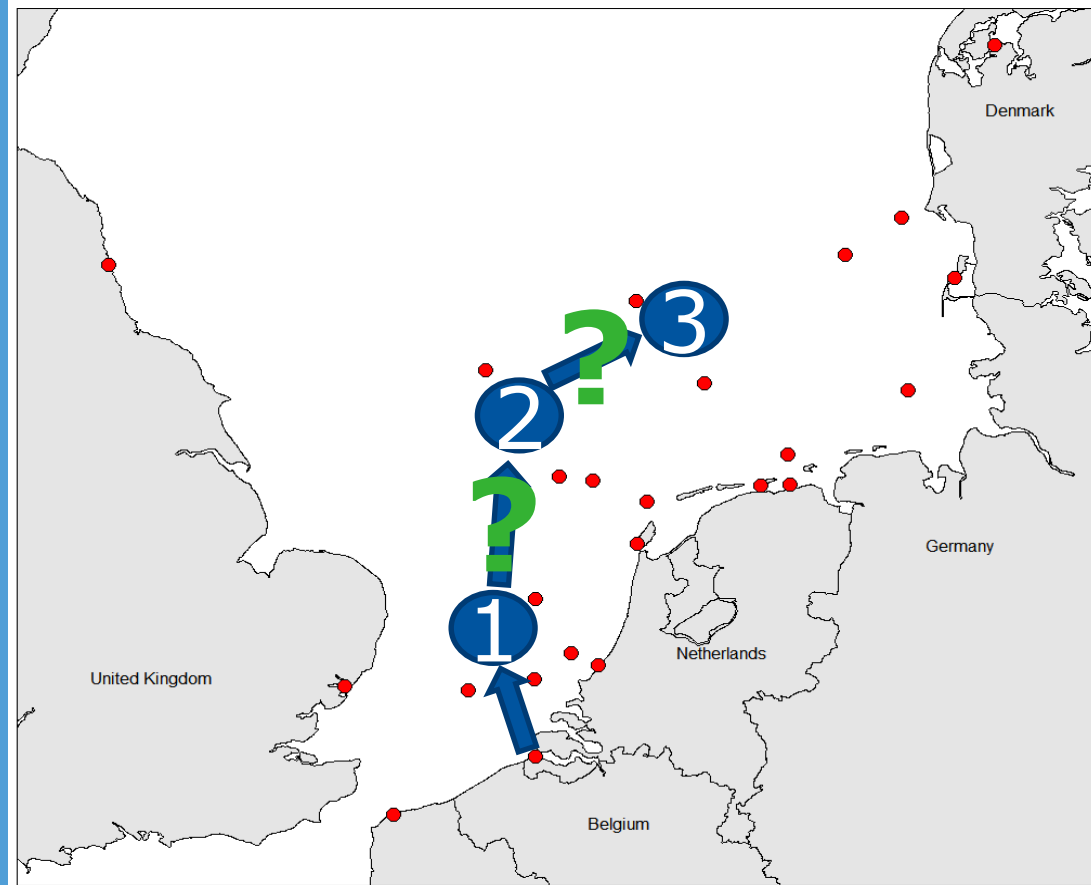 Denmark
3
?
2
?
Germany
1
Netherlands
United Kingdom
Belgium